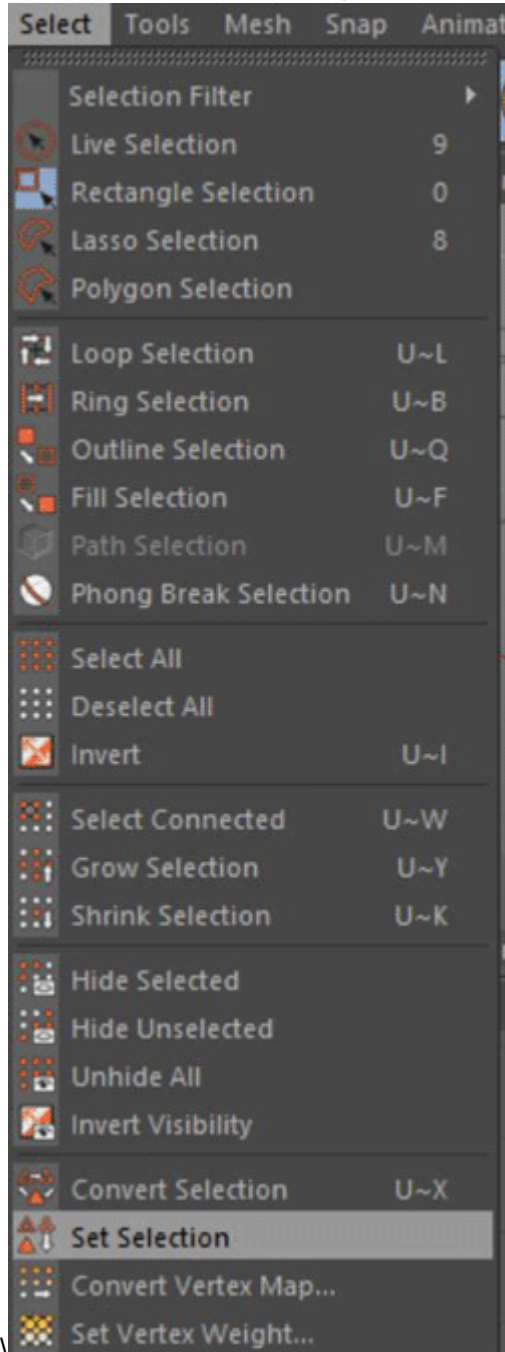 Select Tools Mesh Snap Animat
Selection Filter
Live Selection 9
Rectangle Selection 0
Lasso Selection 8
Polygon Selection
Loop Selection U~L
Ring Selection U~B
Outline Selection U~Q
Fill Selection U~F
Path Selection U~M
Phong Break Selection U~N
Select All
Deselect All
Invert U~I
Select Connected U~W
Grow Selection U~Y
Shrink Selection U~K
Hide Selected
Hide Unselected
Unhide All
Invert Visibility
Convert Selection U~X
Set Selection
Convert Vertex Map...
\ Set Vertex Weight...